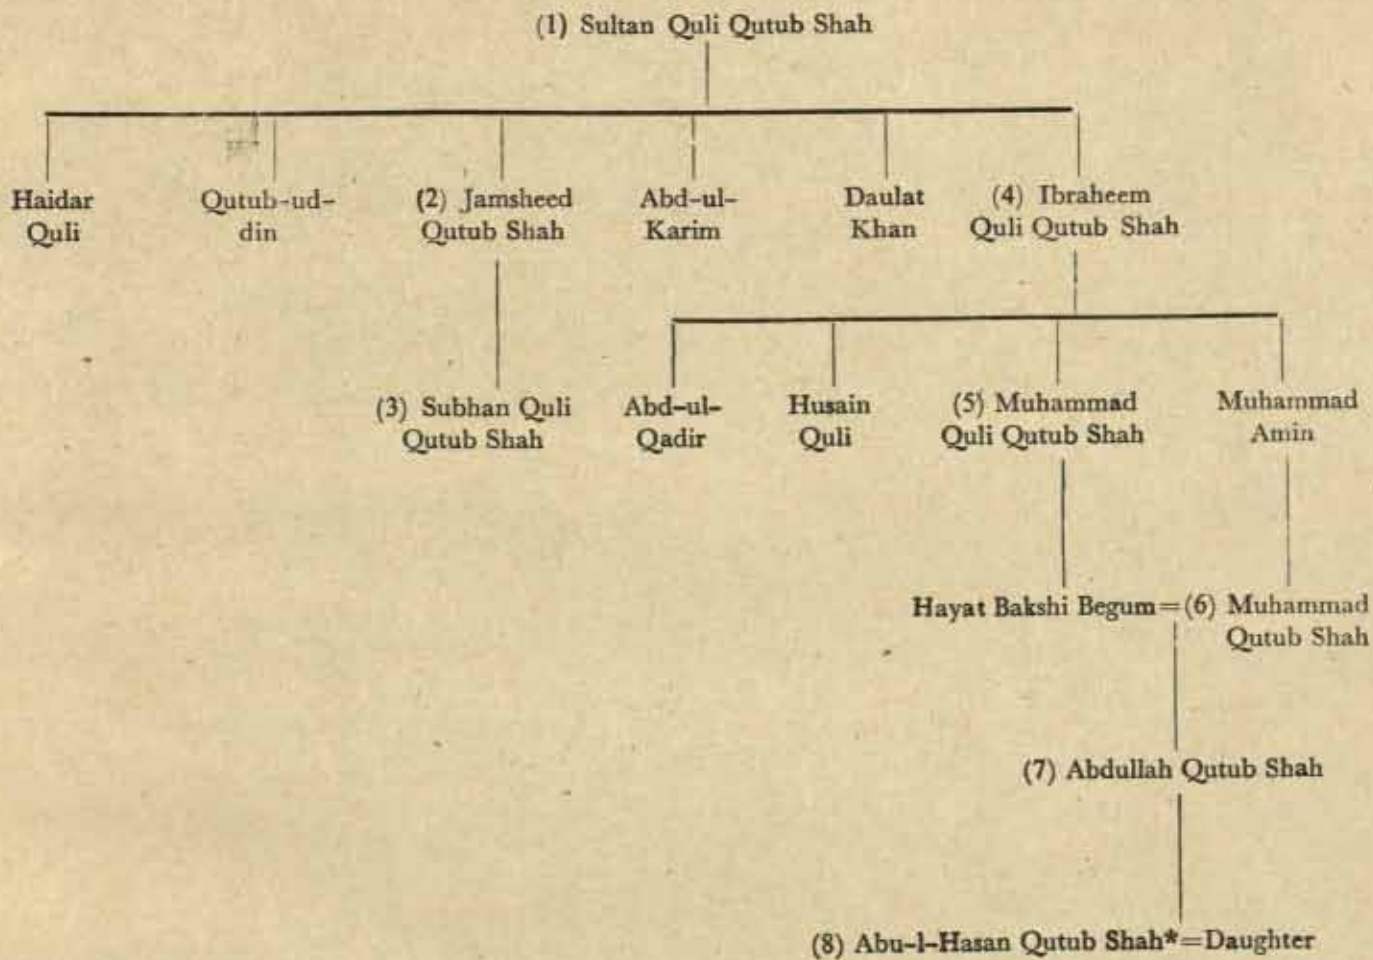 (1) Sultan Quli Qutub Shah
Haidar
Quli
Qutub-ud-
din
(2) Jamsheed
Qutub Shah
Abd-ul-
Karim
Daulat
Khan
(4) Ibraheem
Quli Qutub Shah
(3) Subhan Quli
Qutub Shah
Abd-ul-
Qadir
Husain
Quli
(5) Muhammad
Quli Qutub Shah
Muhammad
Amin
Hayat Bakshi Begum=(6) Muhammad
Qutub Shah
(7) Abdullah Qutub Shah
(8) Abu-l-Hasan Qutub Shah*=Daughter